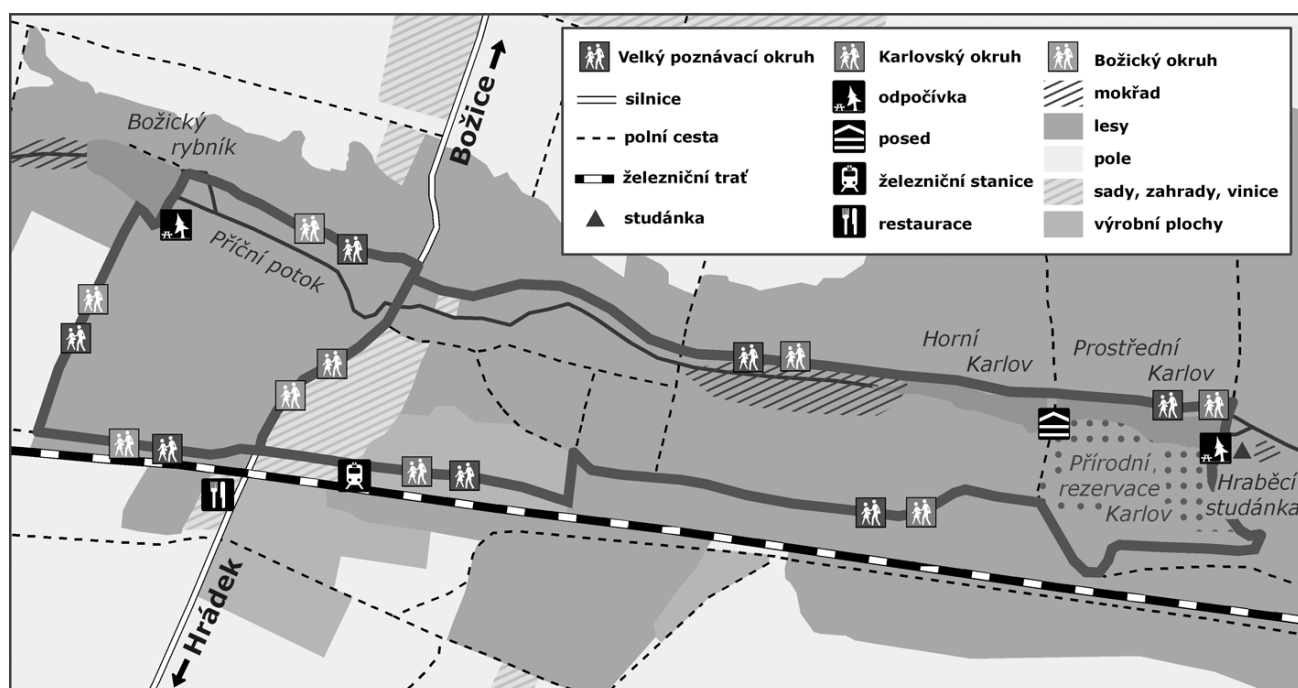 Velký poznávací okruh
silnice
polní cesta
železniční trať
studánka
Karlovský okruh
odpočívka
posed
železniční stanice
restaurace
Božický okruh
mokřad
lesy
pole
sady, zahrady, vinice
výrobní plochy
Božice
Božický
rybník
Příční potok
Horní
Karlov
Prostřední
Karlov
Přírodní
rezervace
Karlov
Hraběcí
studánka
Hrádek